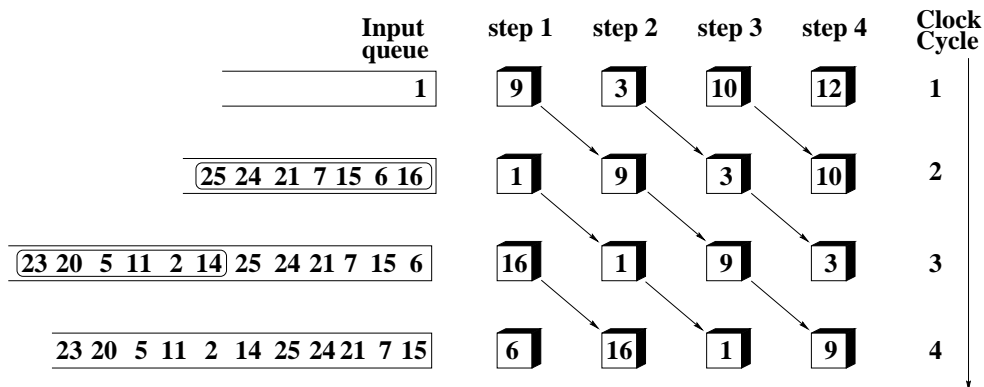 Input queue step 1 step 2 step 3 step 4 Clock Cycle
1 9 3 10 12 1
25 24 21 7 15 6 16 1 9 3 10 2
23 20 5 11 2 14 25 24 21 7 15 6 16 1 9 3 3
23 20 5 11 2 14 25 24 21 7 15 6 16 1 9 4